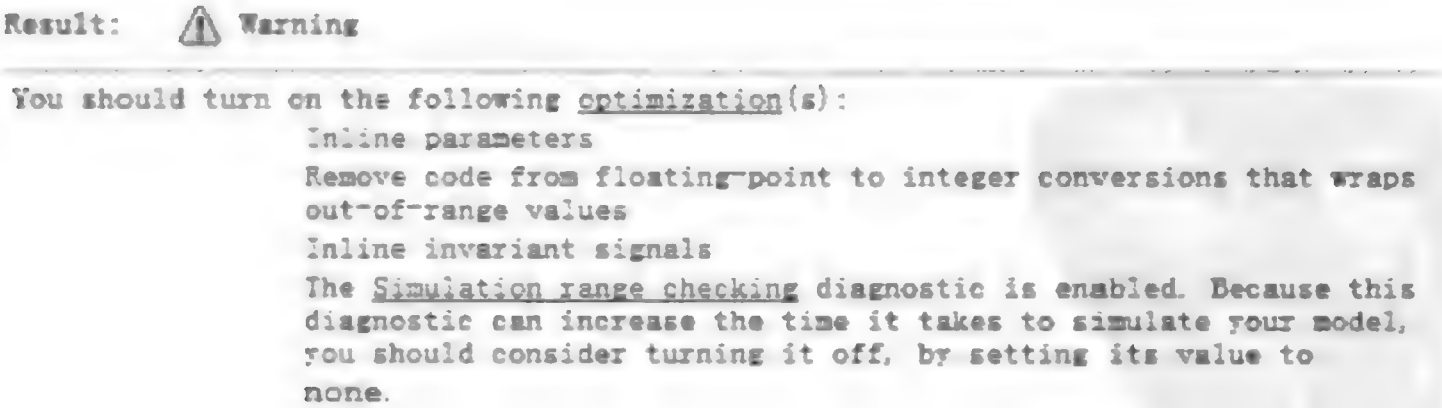 Result: Warning
You should turn on the following optimization(s):
Inline parameters
Remove code from floating-point to integer conversions that wraps
out-of-range values
Inline invariant signals
The Simulation range checking diagnostic is enabled. Because this
diagnostic can increase the time it takes to simulate your model,
you should consider turning it off, by setting its value to
none.